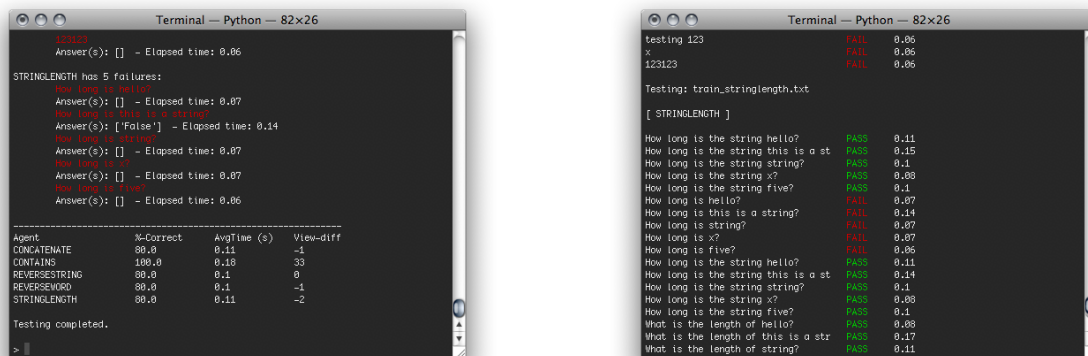 Terminal — Python — 82×26
123123
Answer(s): [] - Elapsed time: 0.06
STRINGLENGTH has 5 failures:
How long is hello?
Answer(s): [] - Elapsed time: 0.07
How long is this is a string?
Answer(s): ['False'] - Elapsed time: 0.14
How long is string?
Answer(s): [] - Elapsed time: 0.07
How long is x?
Answer(s): [] - Elapsed time: 0.07
How long is five?
Answer(s): [] - Elapsed time: 0.06
------------------------------------------------------------
Agent %-Correct AvgTime (s) View-diff
CONCATENATE 80.0 0.11 -1
CONTAINS 100.0 0.18 33
REVERSESTRING 80.0 0.1 0
REVERSEWORD 80.0 0.1 -1
STRINGLENGTH 80.0 0.11 -2
Testing completed.
>
Terminal — Python — 82×26
testing 123 FAIL 0.06
x FAIL 0.06
123123 FAIL 0.06
Testing: train_stringlength.txt
[ STRINGLENGTH ]
How long is the string hello? PASS 0.11
How long is the string this is a st PASS 0.15
How long is the string string? PASS 0.1
How long is the string x? PASS 0.08
How long is the string five? PASS 0.1
How long is hello? FAIL 0.07
How long is this is a string? FAIL 0.14
How long is string? FAIL 0.07
How long is x? FAIL 0.07
How long is five? FAIL 0.06
How long is the string hello? PASS 0.11
How long is the string this is a st PASS 0.14
How long is the string string? PASS 0.1
How long is the string x? PASS 0.08
How long is the string five? PASS 0.1
What is the length of hello? PASS 0.08
What is the length of this is a str PASS 0.17
What is the length of string? PASS 0.11